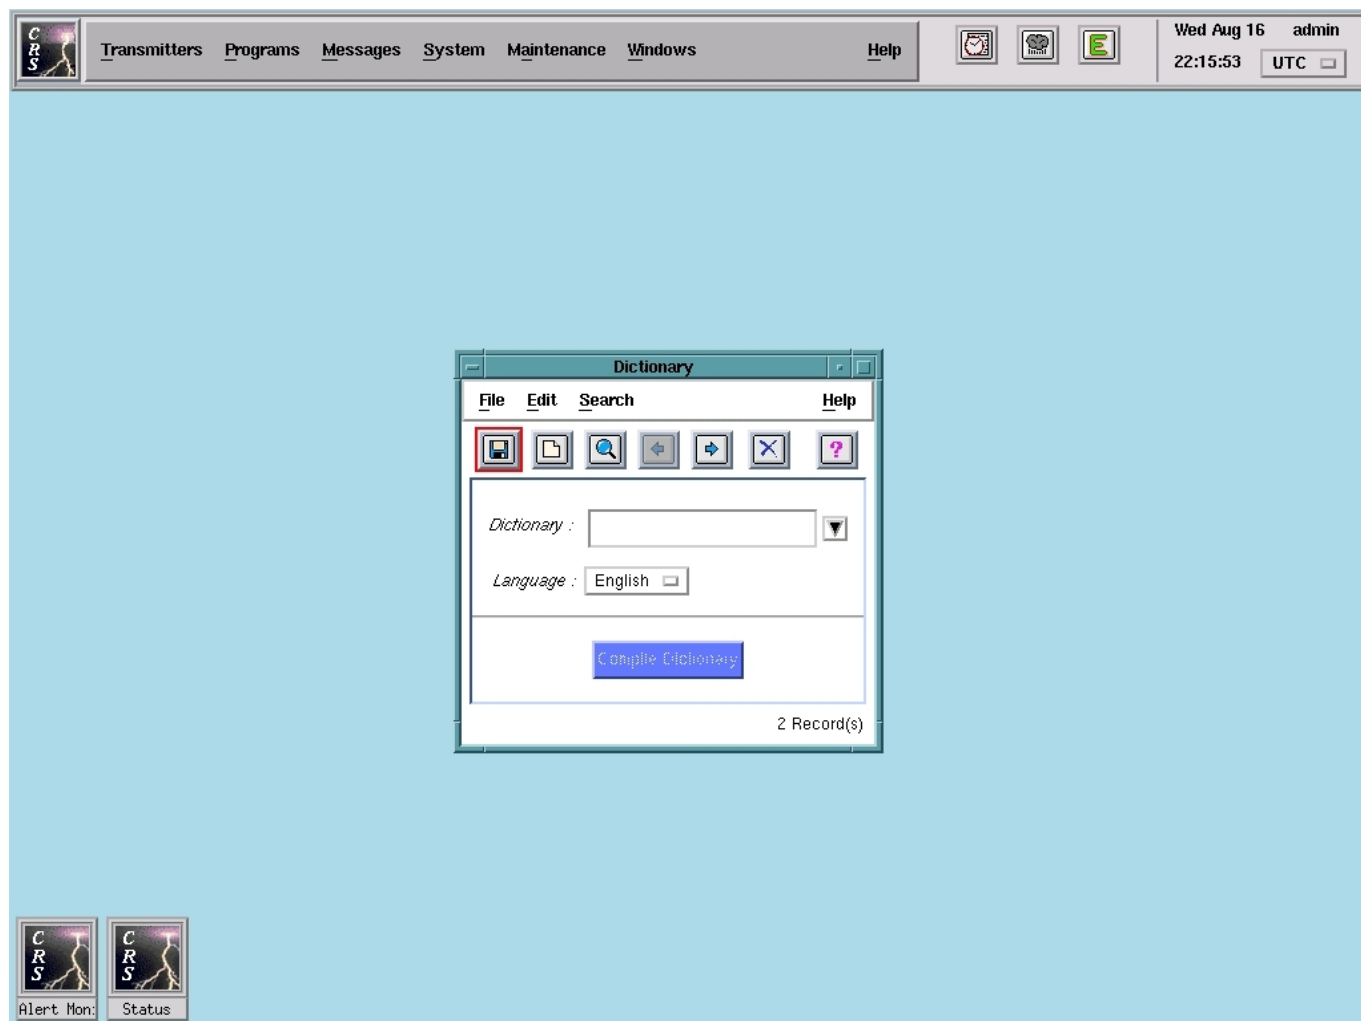 CRS
Transmitters Programs Messages System Maintenance Windows Help
E
Wed Aug 16 admin
22:15:53 UTC
Dictionary
File Edit Search Help
?
Dictionary :
Language : English
Compile Dictionary
2 Record(s)
CRS
CRS
Alert Mon:
Status